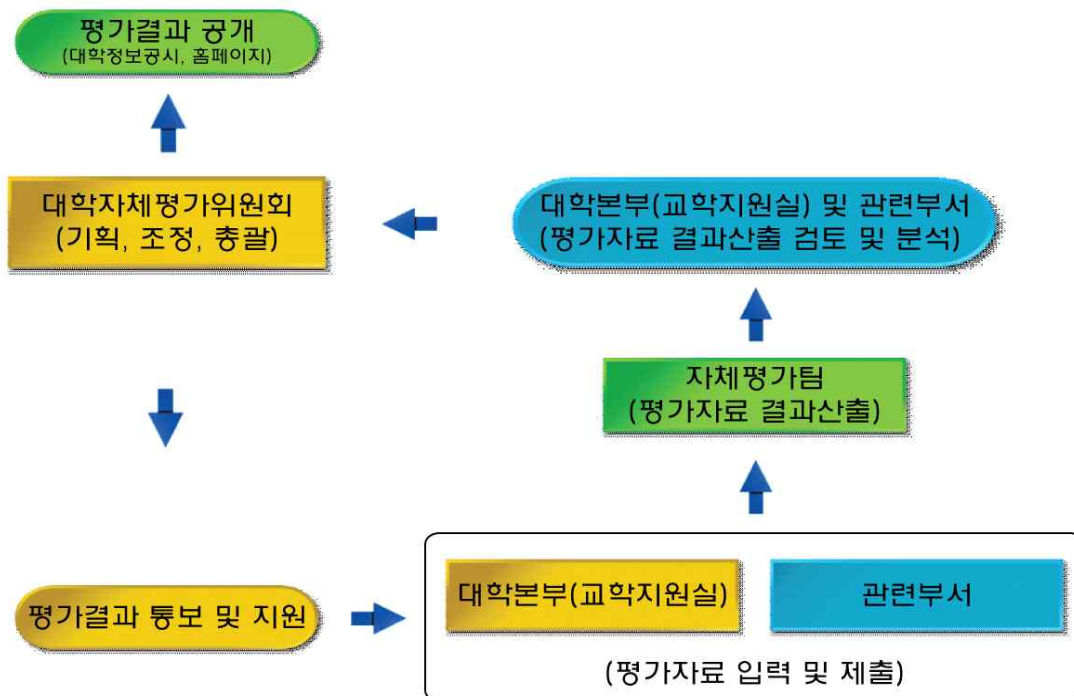 평가결과 공개
(대학정보공시, 홈페이지)
대학자체평가위원회
(기획, 조정, 총괄)
대학본부(교학지원실) 및 관련부서
(평가자료 결과산출 검토 및 분석)
자체평가팀
(평가자료 결과산출)
평가결과 통보 및 지원
대학본부(교학지원실)
관련부서
(평가자료 입력 및 제출)